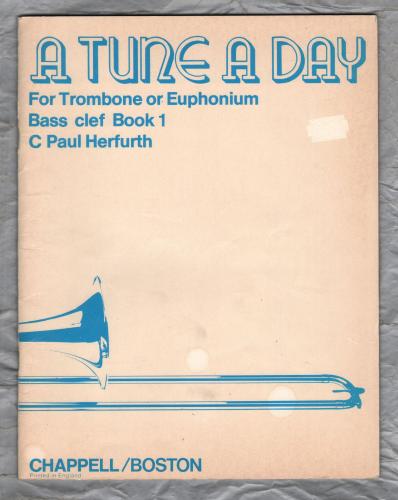 A TUNE A DAY
For Trombone or Euphonium
Bass clef Book 1
C Paul Herfurth
CHAPPELL/BOSTON
Printed in England